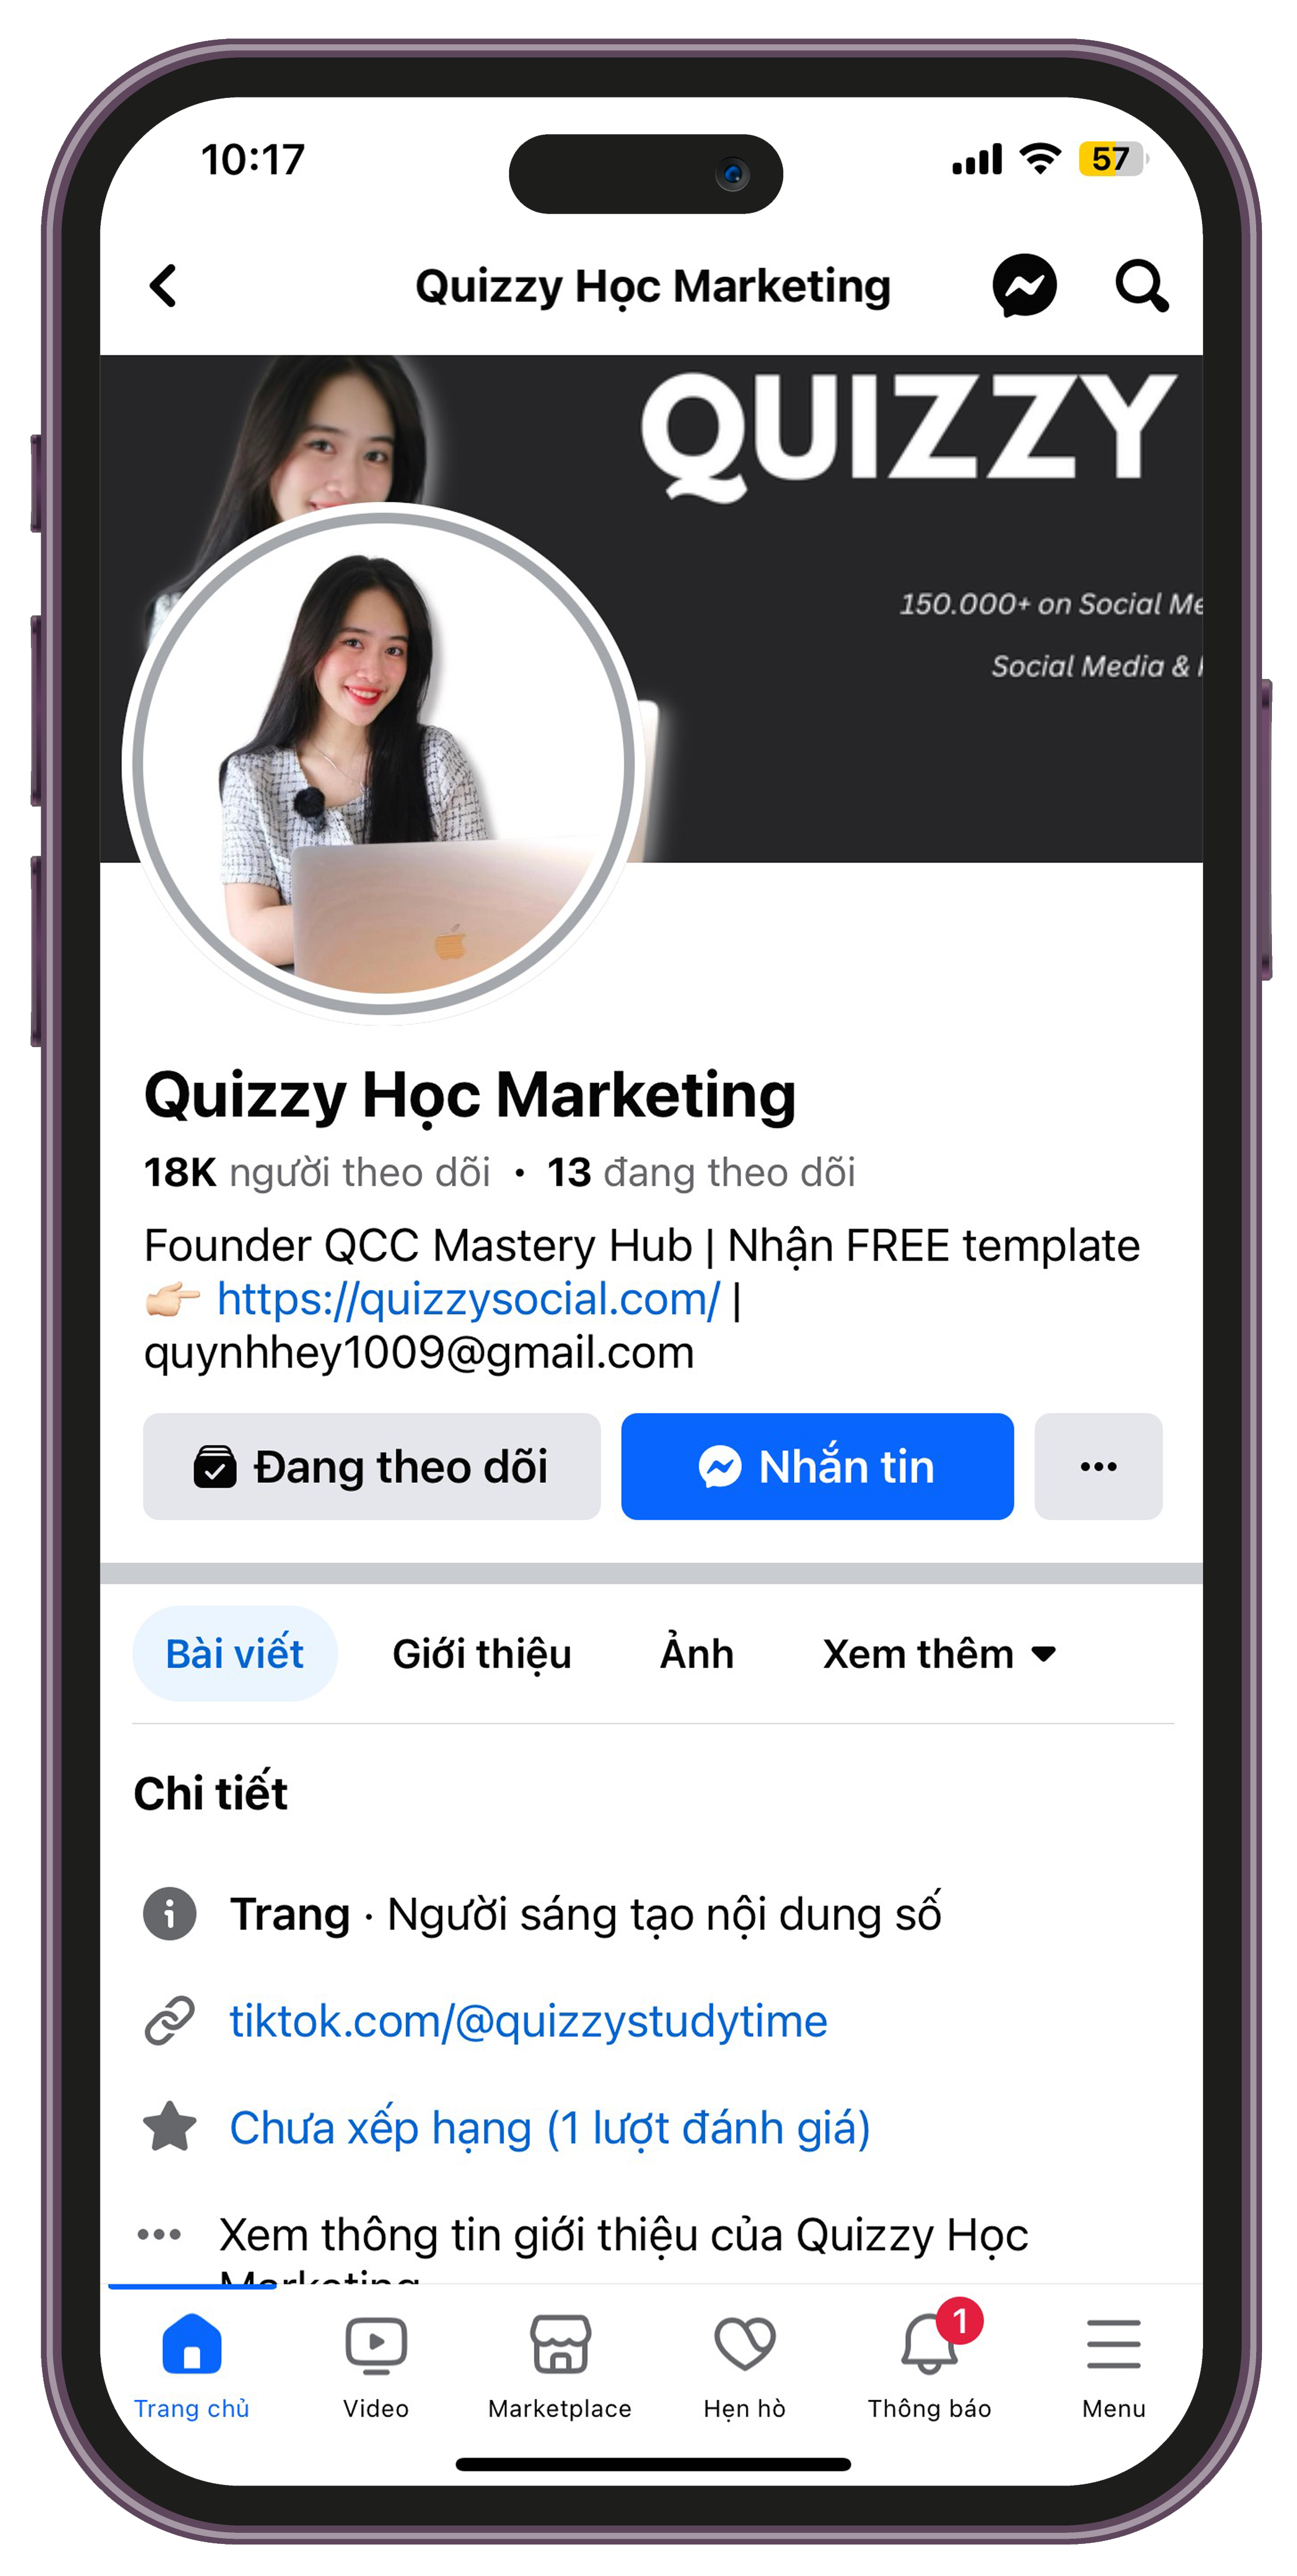 10:17
57
Quizzy Học Marketing
QUIZZY
150.000+ on Social
Social Media &
Quizzy Học Marketing
18K người theo dõi · 13 đang theo dõi
Founder QCC Mastery Hub | Nhận FREE template
👉🏻 https://quizzysocial.com/ |
quynhhey1009@gmail.com
Đang theo dõi
Nhắn tin
Bài viết
Giới thiệu
Ảnh
Xem thêm
Chi tiết
Trang · Người sáng tạo nội dung số
tiktok.com/@quizzystudytime
Chưa xếp hạng (1 lượt đánh giá)
Xem thông tin giới thiệu của Quizzy Học
Marketing
1
Trang chủ
Video
Marketplace
Hẹn hò
Thông báo
Menu